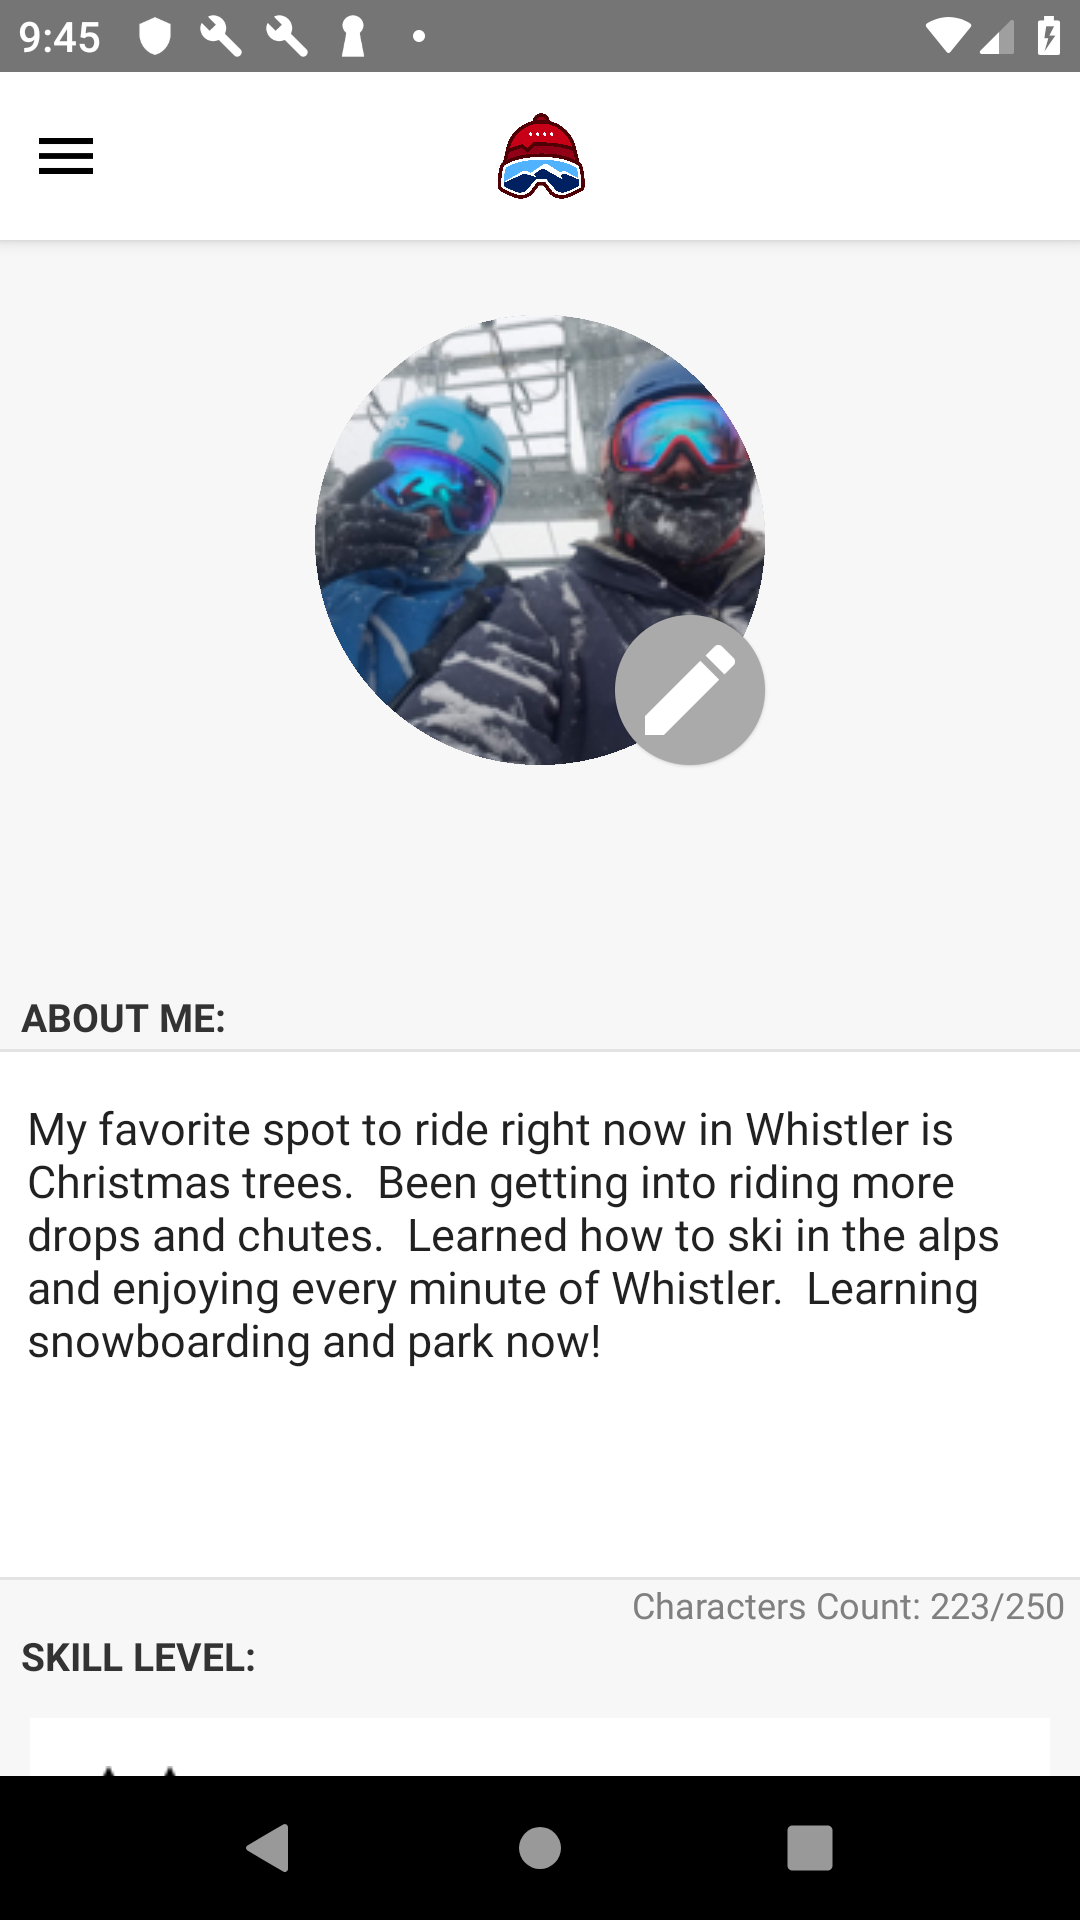 9:45
ABOUT ME:
My favorite spot to ride right now in Whistler is
Christmas trees.  Been getting into riding more
drops and chutes.  Learned how to ski in the alps
and enjoying every minute of Whistler.  Learning
snowboarding and park now!
Characters Count: 223/250
SKILL LEVEL: